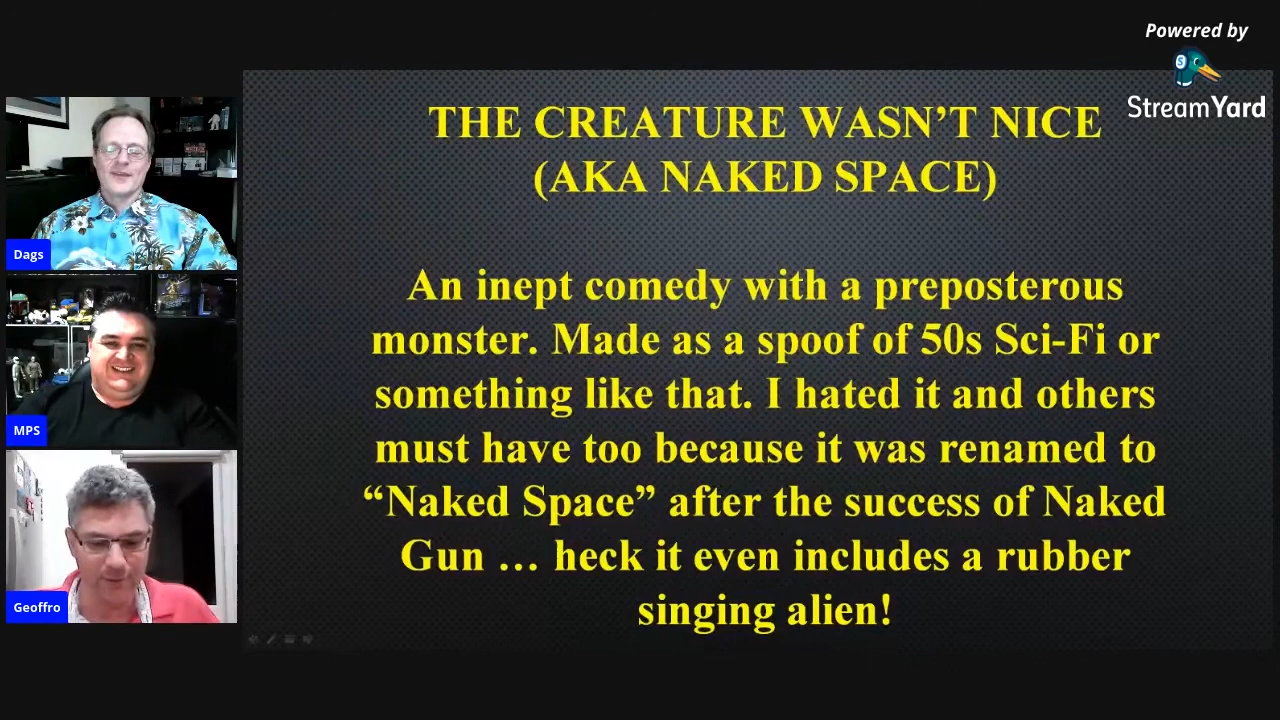 Powered by
StreamYard
THE CREATURE WASN’T NICE
(AKA NAKED SPACE)
An inept comedy with a preposterous
monster. Made as a spoof of 50s Sci-Fi or
something like that. I hated it and others
must have too because it was renamed to
“Naked Space” after the success of Naked
Gun … heck it even includes a rubber
singing alien!
Dags
MPS
Geoffro